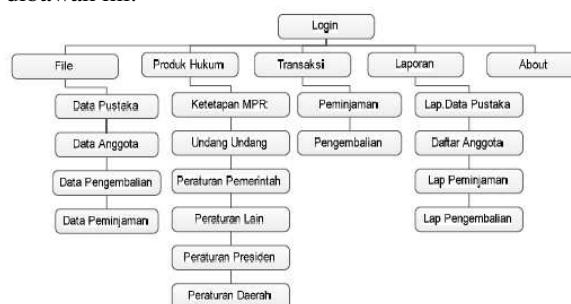 dibawah ini.
Login
File
Produk Hukum
Transaksi
Laporan
About
Data Pustaka
Ketetapan MPR
Peminjaman
Lap.Data Pustaka
Data Anggota
Undang Undang
Pengembalian
Daftar Anggota
Data Pengembalian
Peraturan Pemerintah
Lap Peminjaman
Data Peminjaman
Peraturan Lain
Lap Pengembalian
Peraturan Presiden
Peraturan Daerah